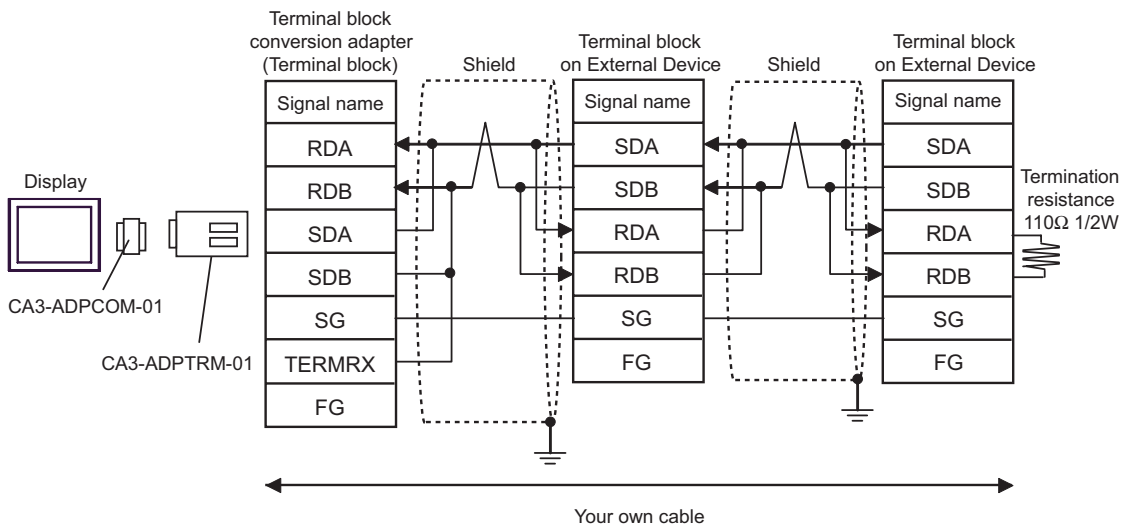 Terminal block
conversion adapter
(Terminal block)
Shield
Terminal block
on External Device
Shield
Terminal block
on External Device
Display
CA3-ADPCOM-01
CA3-ADPTRM-01
Signal name
RDA
RDB
SDA
SDB
SG
TERMRX
FG
Signal name
SDA
SDB
RDA
RDB
SG
FG
Signal name
SDA
SDB
RDA
RDB
SG
FG
Termination
resistance
110Ω 1/2W
Your own cable